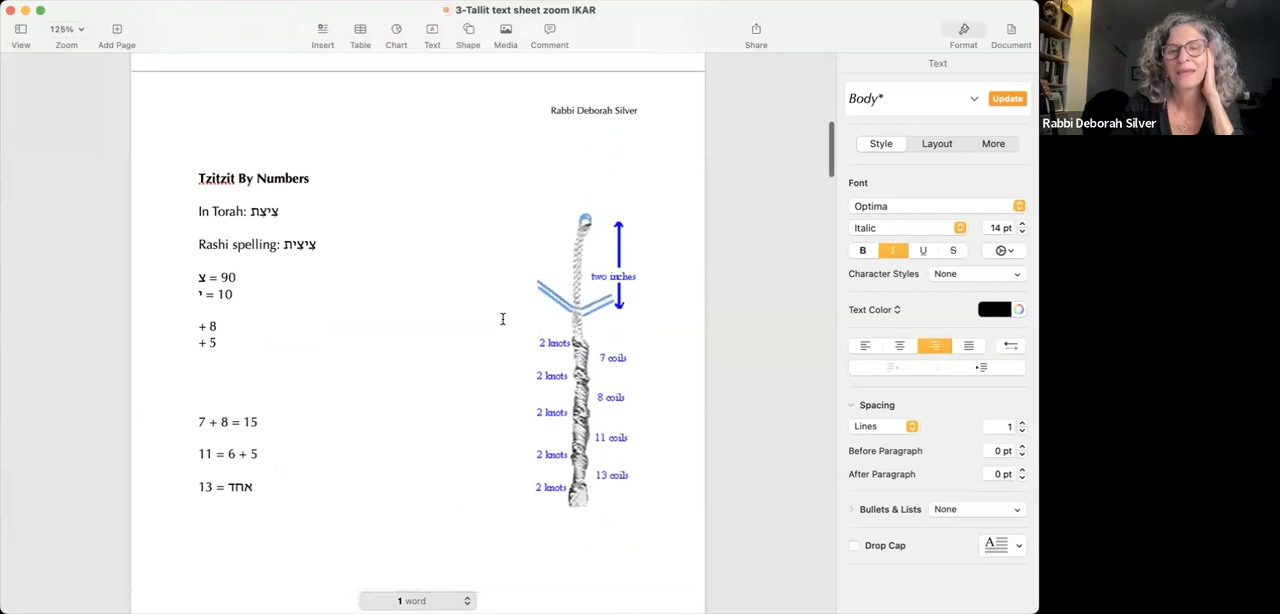 3-Tallit text sheet zoom IKAR
125%
View
Zoom
Add Page
Insert
Table
Chart
Text
Shape
Media
Comment
Share
Format
Document
Rabbi Deborah Silver
Tzitzit By Numbers
In Torah: ציצת
Rashi spelling: ציצית
צ = 90
י = 10
+ 8
+ 5
7 + 8 = 15
11 = 6 + 5
13 = אחד
two inches
2 knots
7 coils
2 knots
8 coils
2 knots
11 coils
2 knots
13 coils
2 knots
1 word
Text
Body*
Update
Style
Layout
More
Font
Optima
Italic
14 pt
B
I
U
S
Character Styles
None
Text Color
Spacing
Lines
1
Before Paragraph
0 pt
After Paragraph
0 pt
Bullets & Lists
None
Drop Cap
A
Rabbi Deborah Silver